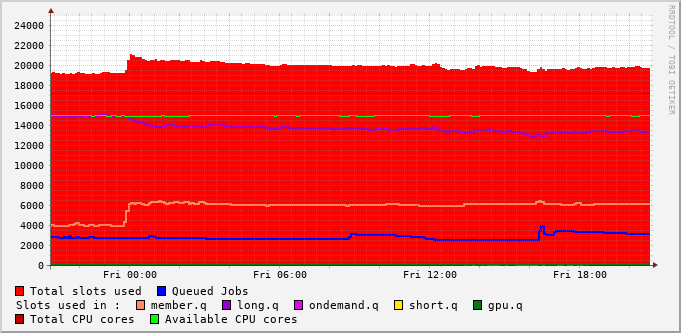 24000
22000
20000
18000
16000
14000
12000
10000
8000
6000
4000
2000
0
Fri 00:00 Fri 06:00 Fri 12:00 Fri 18:00
RRDTOOL / TOBI OETIKER
Total slots used Queued Jobs
Slots used in : member.q long.q ondemand.q short.q gpu.q
Total CPU cores Available CPU cores